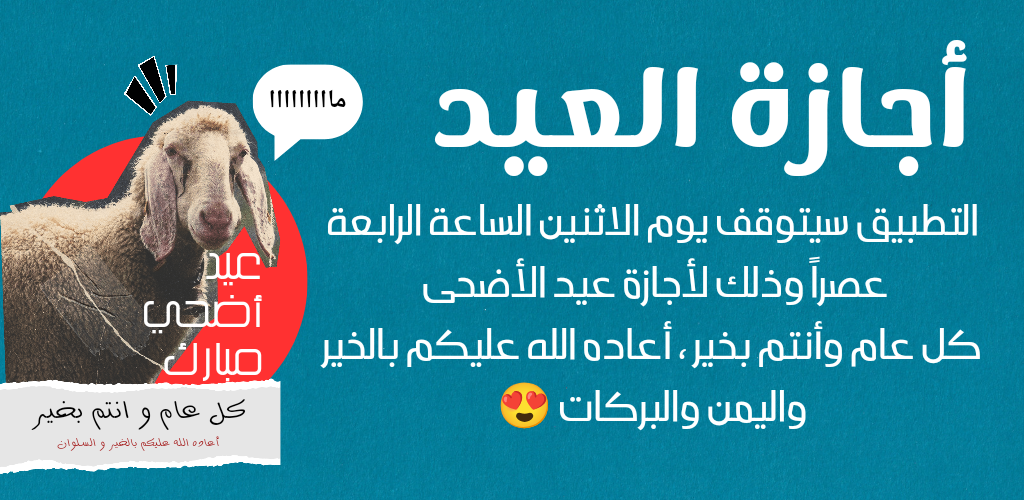 أجازة العيد
التطبيق سيتوقف يوم الاثنين الساعة الرابعة
عصراً وذلك لأجازة عيد الأضحى
كل عام وأنتم بخير، أعاده الله عليكم بالخير
واليمن والبركات 😍
مااااااااا
عيد
أضحي
مبارك
كل عام و انتم بخير
أعاده الله عليكم بالخير و السلوان